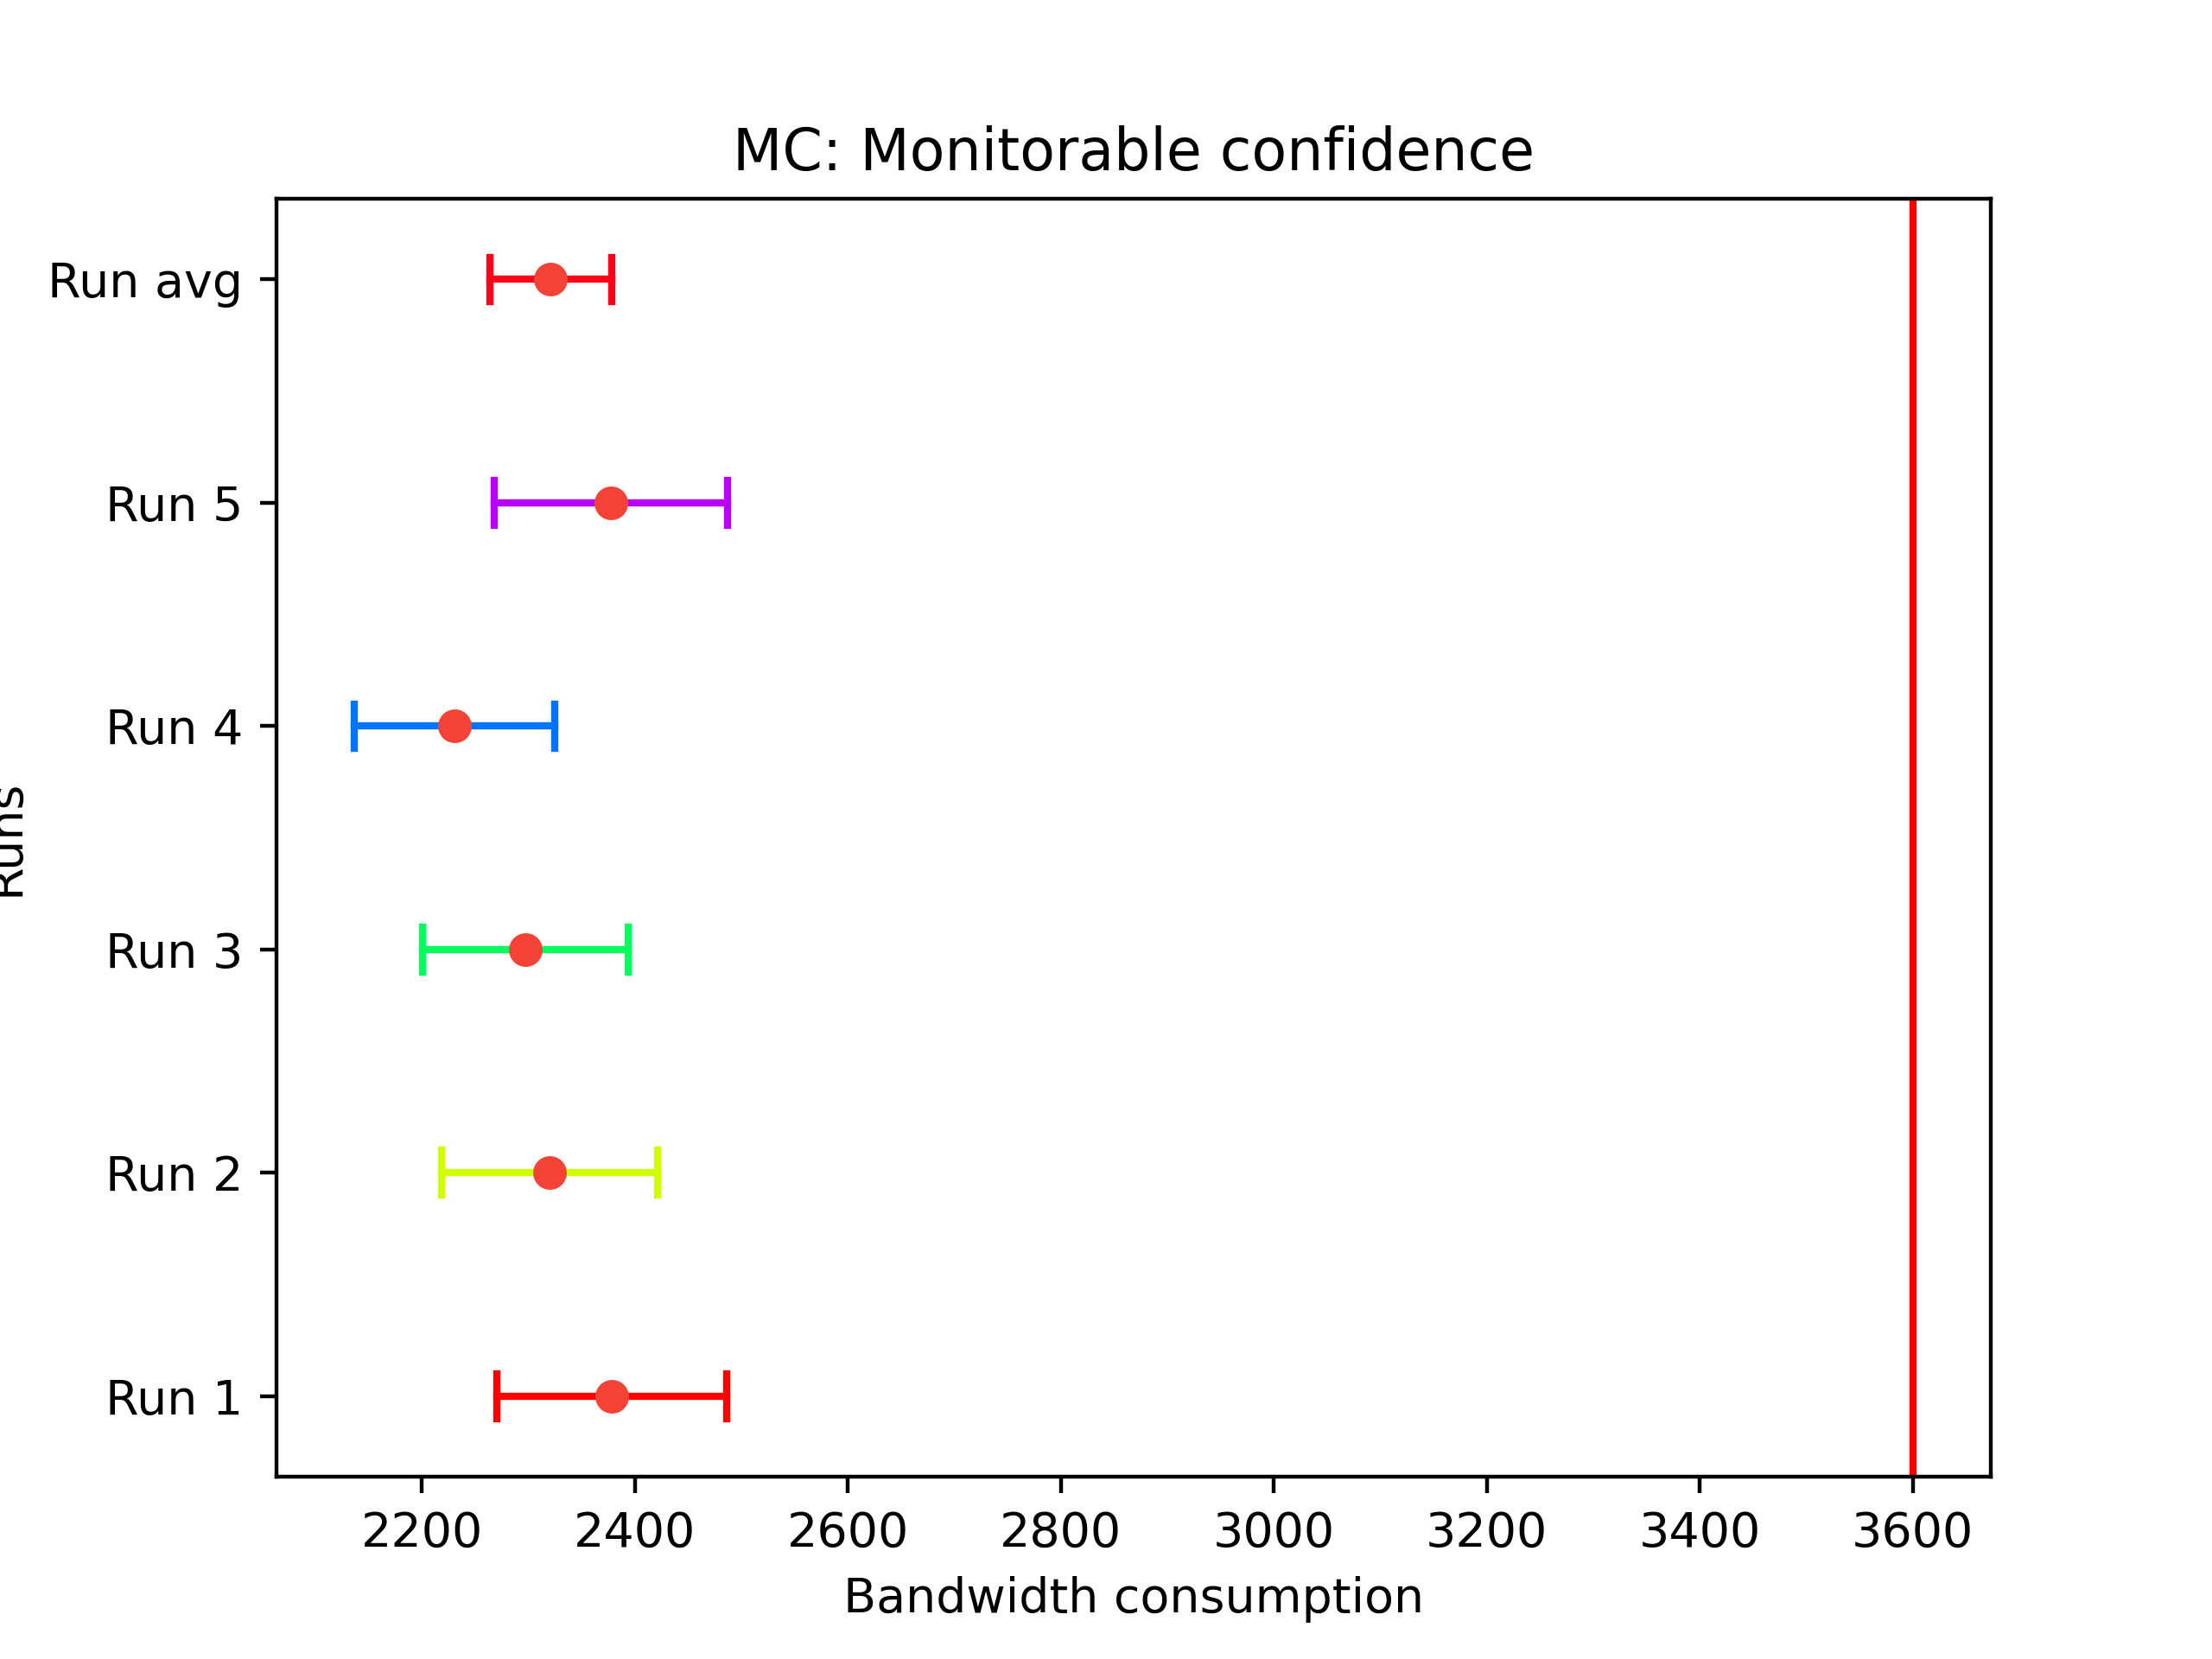 MC: Monitorable confidence
Run avg
Run 5
Run 4
Run 3
Run 2
Run 1
Runs
2200 2400 2600 2800 3000 3200 3400 3600
Bandwidth consumption